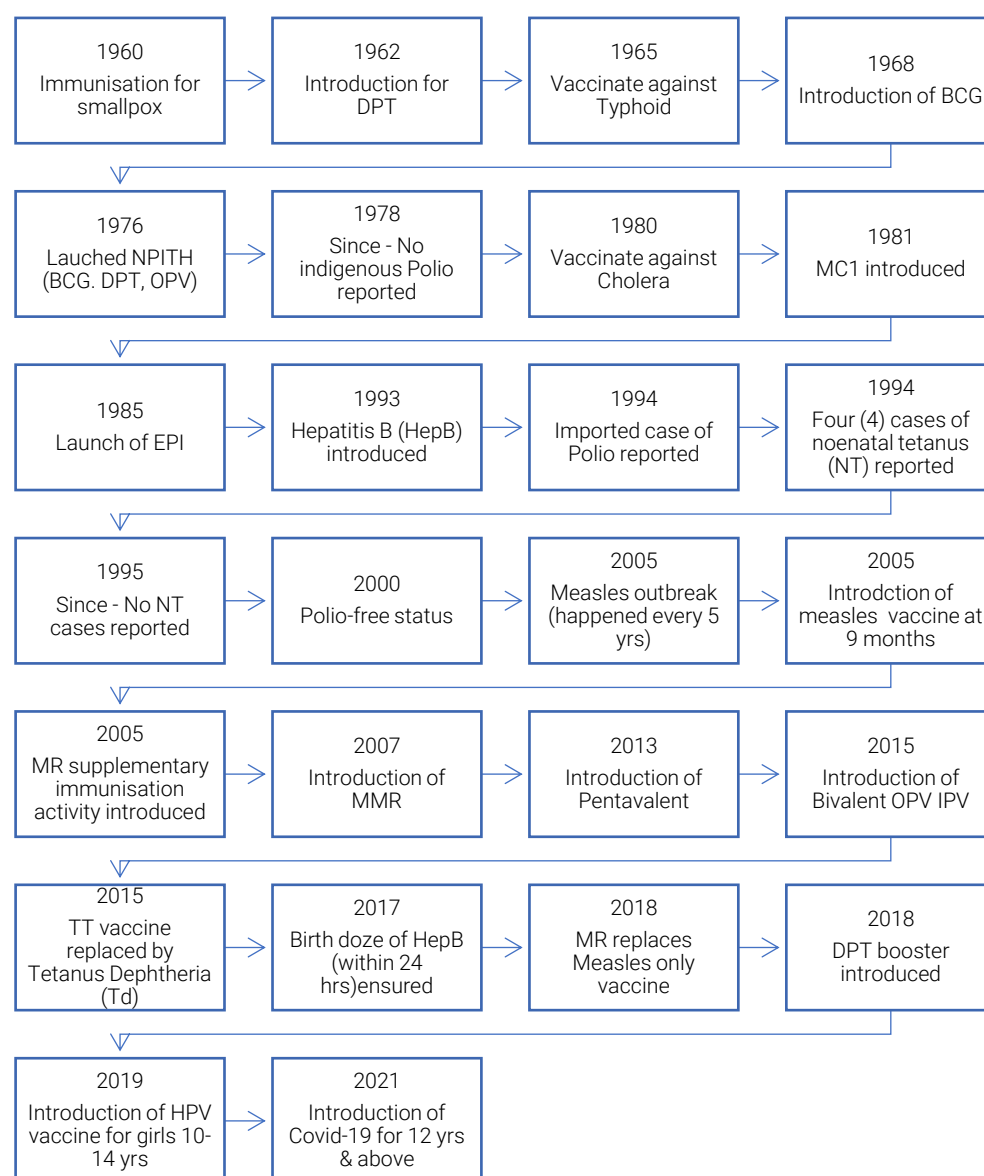 1960
Immunisation for
smallpox
1962
Introduction for
DPT
1965
Vaccinate against
Typhoid
1968
Introduction of BCG
1976
Lauched NPITH
(BCG. DPT, OPV)
1978
Since - No
indigenous Polio
reported
1980
Vaccinate against
Cholera
1981
MC1 introduced
1985
Launch of EPI
1993
Hepatitis B (HepB)
introduced
1994
Imported case of
Polio reported
1994
Four (4) cases of
noenatal tetanus
(NT) reported
1995
Since - No NT
cases reported
2000
Polio-free status
2005
Measles outbreak
(happened every 5
yrs)
2005
Introdction of
measles vaccine at
9 months
2005
MR supplementary
immunisation
activity introduced
2007
Introduction of
MMR
2013
Introduction of
Pentavalent
2015
Introduction of
Bivalent OPV IPV
2015
TT vaccine
replaced by
Tetanus Dephtheria
(Td)
2017
Birth doze of HepB
(within 24
hrs)ensured
2018
MR replaces
Measles only
vaccine
2018
DPT booster
introduced
2019
Introduction of HPV
vaccine for girls 10-
14 yrs
2021
Introduction of
Covid-19 for 12 yrs
& above